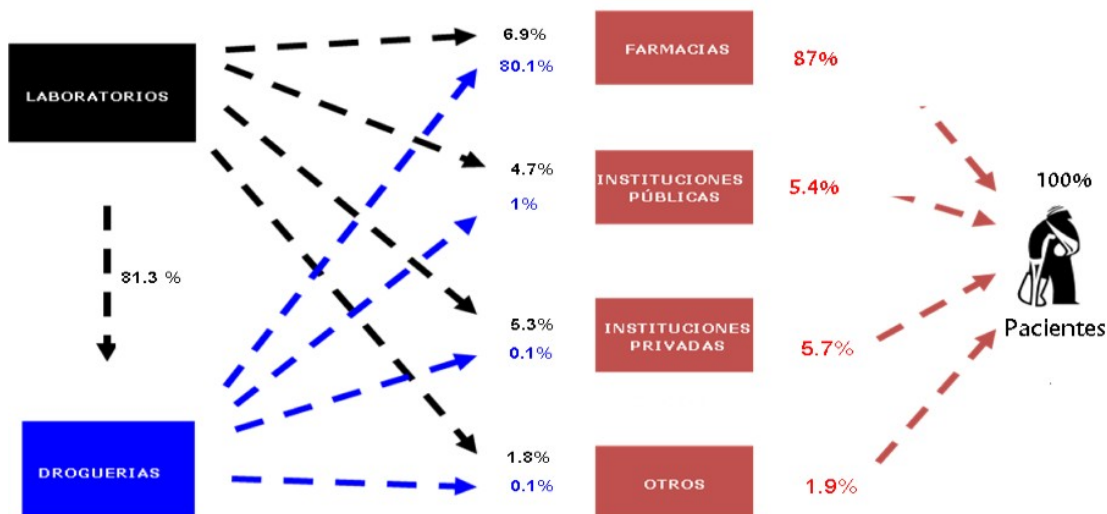 6.9%
FARMACIAS
80.1%
87%
LABORATORIOS
4.7%
INSTITUCIONES
PÚBLICAS
5.4%
100%
1%
81.3 %
5.3%
INSTITUCIONES
PRIVADAS
0.1%
5.7%
Pacientes
1.8%
DROGUERIAS
0.1%
OTROS
1.9%